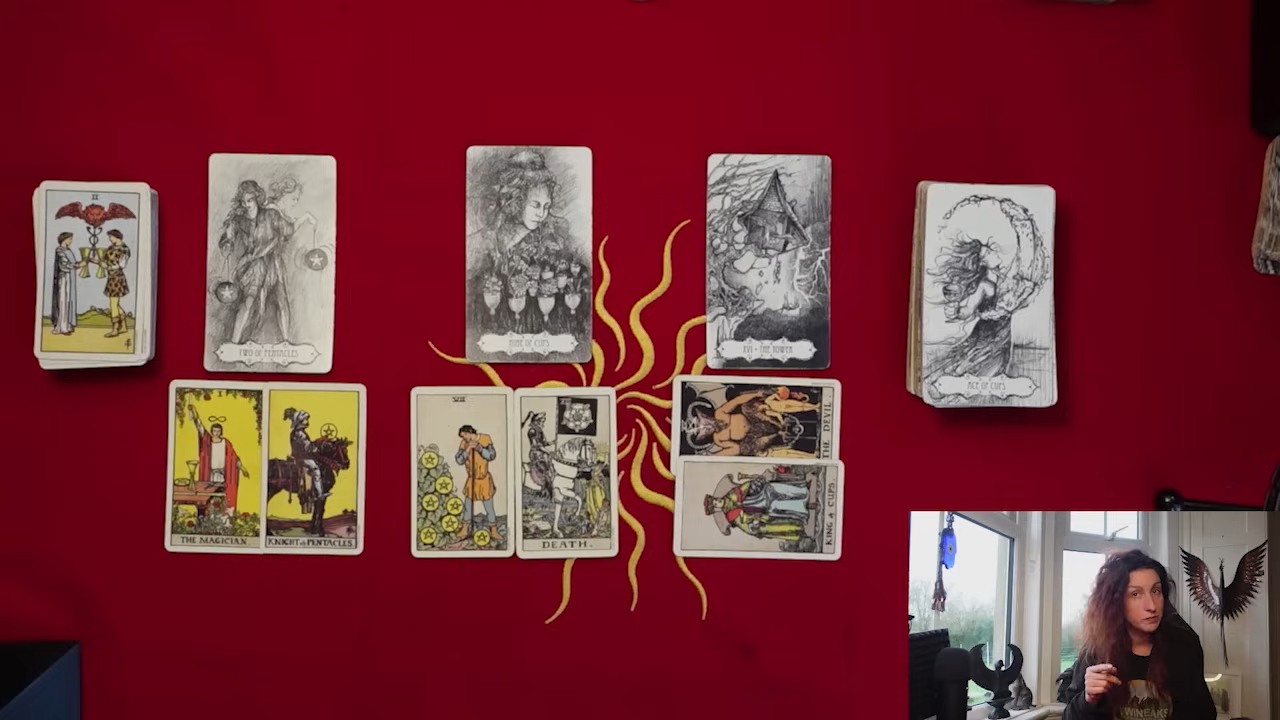 II
TWO OF PENTACLES
NINE OF CUPS
XVI • THE TOWER
ACE OF CUPS
THE MAGICIAN.
KNIGHT of PENTACLES
VII
DEATH.
THE DEVIL.
KING of CUPS.